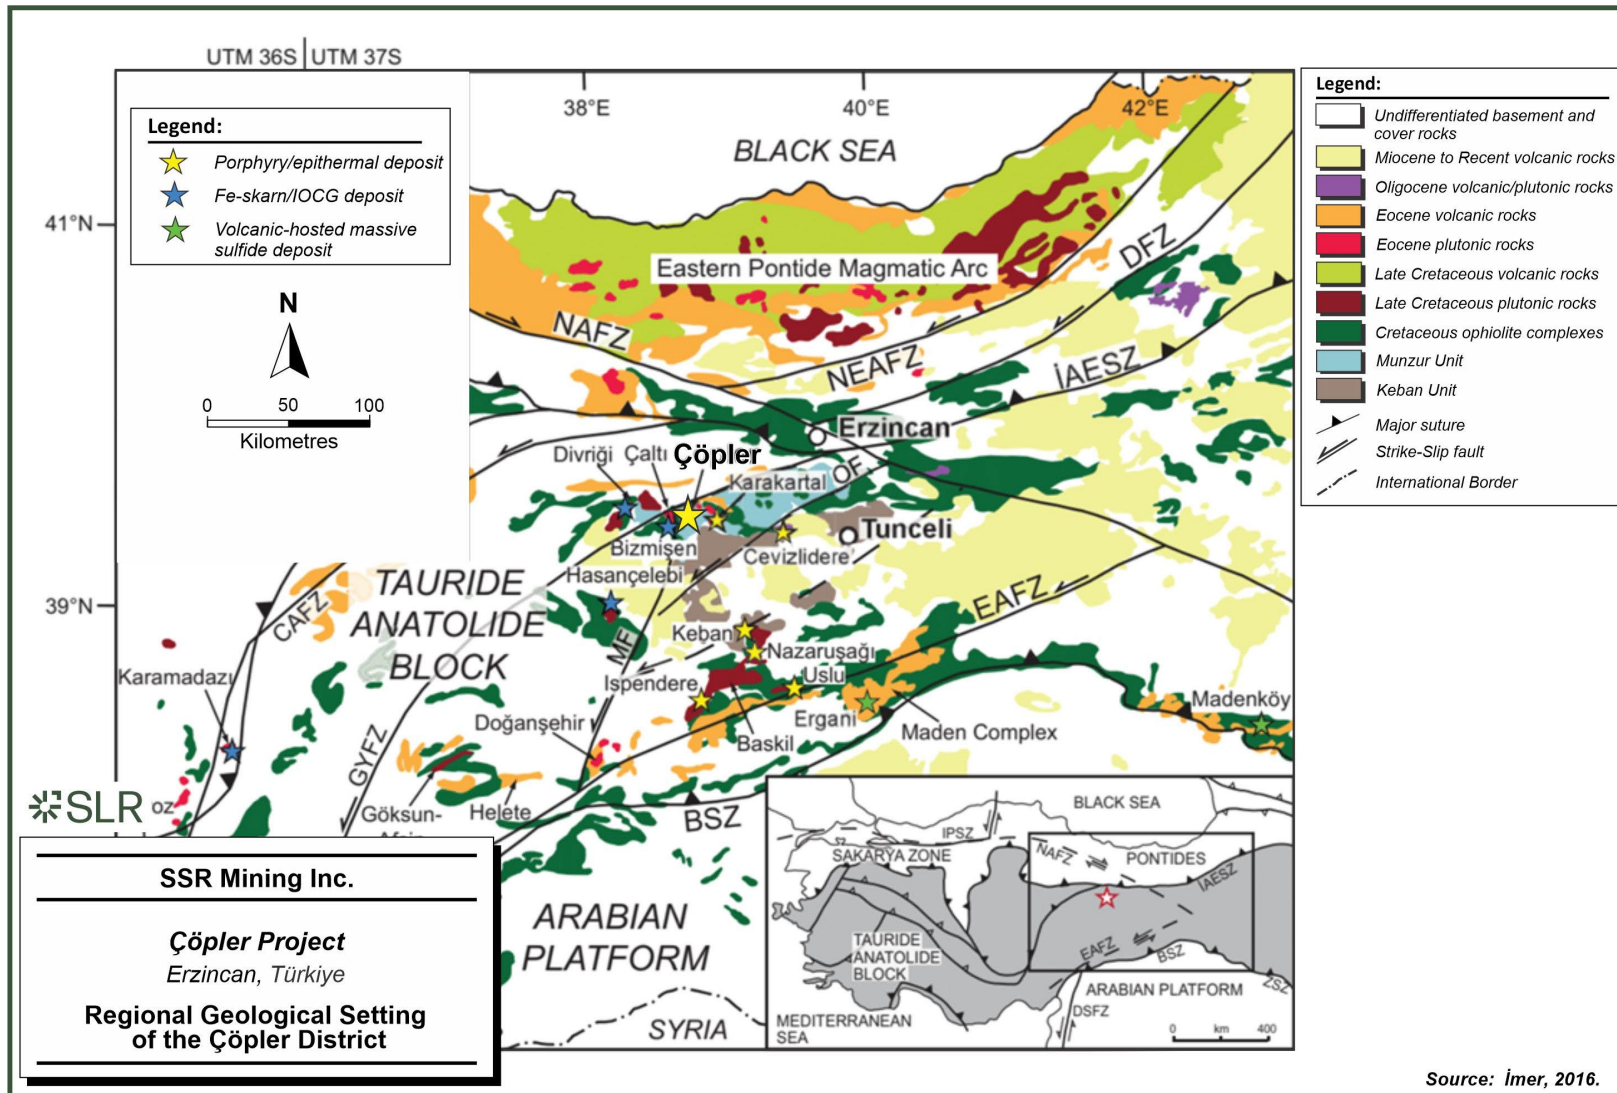 UTM 36S UTM 37S
38°E
40°E
42°E
41°N
39°N
Legend:
Porphyry/epithermal deposit
Fe-skarn/IOCG deposit
Volcanic-hosted massive
sulfide deposit
N
0 50 100
Kilometres
BLACK SEA
Eastern Pontide Magmatic Arc
NAFZ
NEAFZ
DFZ
İAESZ
Erzincan
Divriği
Çaltı
Çöpler
Karakartal
OF
Tunceli
Bizmişen
Cevizlidere
Hasançelebi
TAURIDE
ANATOLIDE
BLOCK
CAFZ
EAFZ
MF
Keban
Nazaruşağı
Karamadazı
Ispendere
Uslu
Ergani
Madenköy
Doğanşehir
Baskil
Maden Complex
GYFZ
Göksun-
Helete
BSZ
oz
ARABIAN
PLATFORM
SYRIA
Legend:
Undifferentiated basement and
cover rocks
Miocene to Recent volcanic rocks
Oligocene volcanic/plutonic rocks
Eocene volcanic rocks
Eocene plutonic rocks
Late Cretaceous volcanic rocks
Late Cretaceous plutonic rocks
Cretaceous ophiolite complexes
Munzur Unit
Keban Unit
Major suture
Strike-Slip fault
International Border
BLACK SEA
IPSZ
SAKARYA ZONE
NAFZ
PONTIDES
İAESZ
TAURIDE
ANATOLIDE
BLOCK
EAFZ
BSZ
ZSZ
ARABIAN PLATFORM
DSFZ
MEDITERRANEAN
SEA
0 km 400
SLR
SSR Mining Inc.
Çöpler Project
Erzincan, Türkiye
Regional Geological Setting
of the Çöpler District
Source: İmer, 2016.